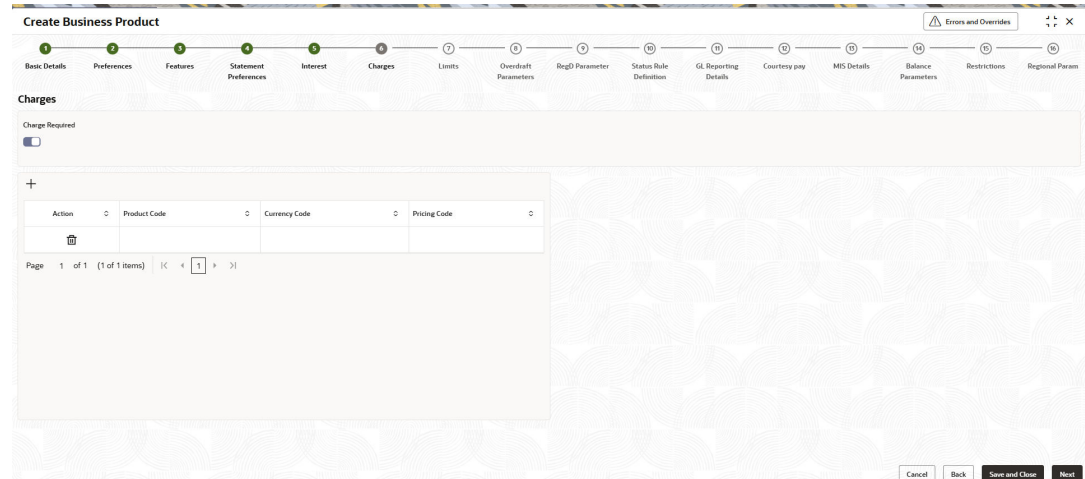 Create Business Product
Errors and Overrides
1 2 3 4 5 6 7 8 9 10 11 12 13 14 15 16
Basic Details Preferences Features Statement Preferences Interest Charges Limits Overdraft Parameters RegD Parameter Status Rule Definition GL Reporting Details Courtesy pay MIS Details Balance Parameters Restrictions Regional Param
Charges
Charge Required
Action Product Code Currency Code Pricing Code
Page 1 of 1 (1 of 1 items) 1
Cancel Back Save and Close Next